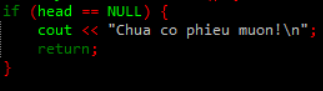 if (head == NULL) {
cout << "Chua co phieu muon!\n";
return;
}